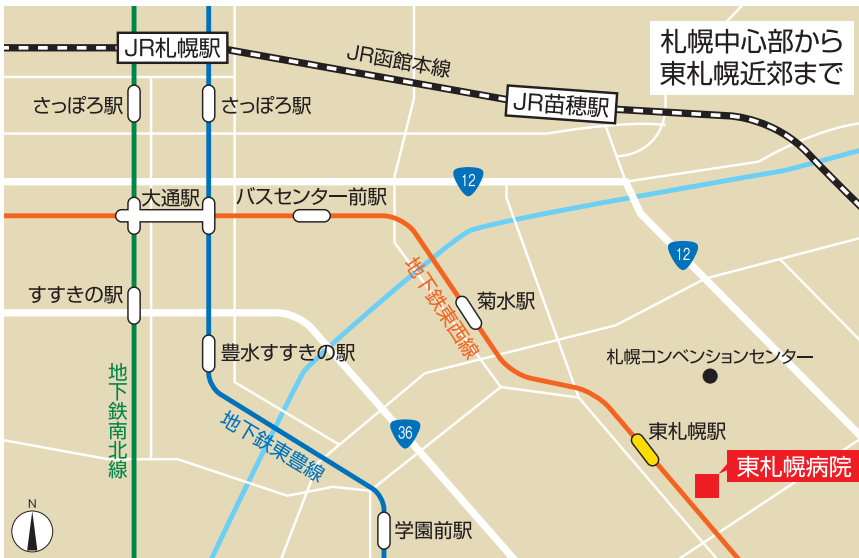 札幌中心部から
東札幌近郊まで
JR札幌駅
JR函館本線
JR苗穂駅
さっぽろ駅
さっぽろ駅
大通駅
バスセンター前駅
12
12
地下鉄東西線
菊水駅
すすきの駅
豊水すすきの駅
札幌コンベンションセンター
地下鉄南北線
地下鉄東豊線
36
東札幌駅
東札幌病院
学園前駅
N